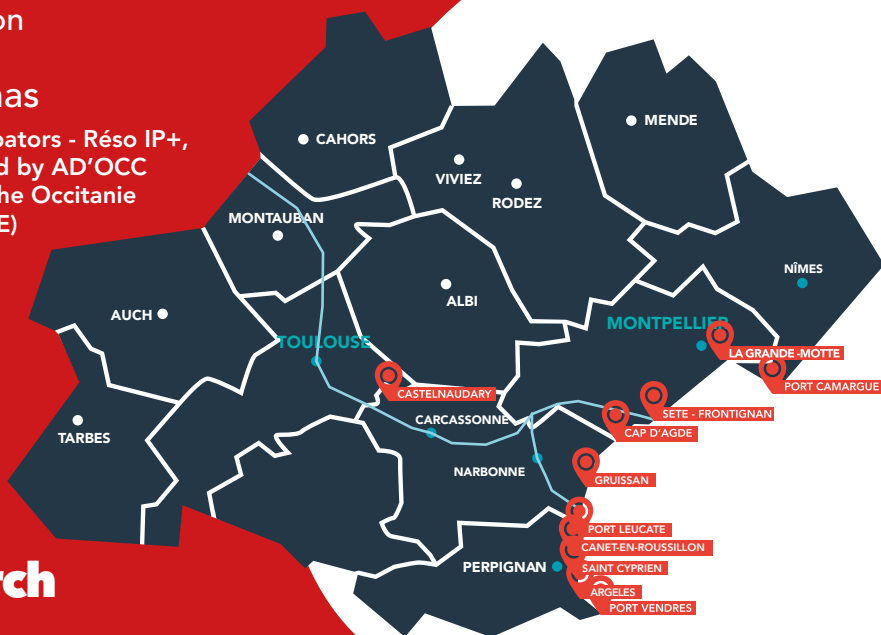 CAHORS
MENDE
VIVIEZ
RODEZ
MONTAUBAN
NÎMES
ALBI
AUCH
MONTPELLIER
TOULOUSE
LA GRANDE -MOTTE
PORT CAMARGUE
CASTELNAUDARY
SETE - FRONTIGNAN
CARCASSONNE
CAP D'AGDE
TARBES
NARBONNE
GRUISSAN
PORT LEUCATE
CANET-EN-ROUSSILLON
PERPIGNAN
SAINT CYPRIEN
ARGELES
PORT VENDRES
on
nas
pators - Réso IP+,
d by AD'OCC
he Occitanie
E)
rch